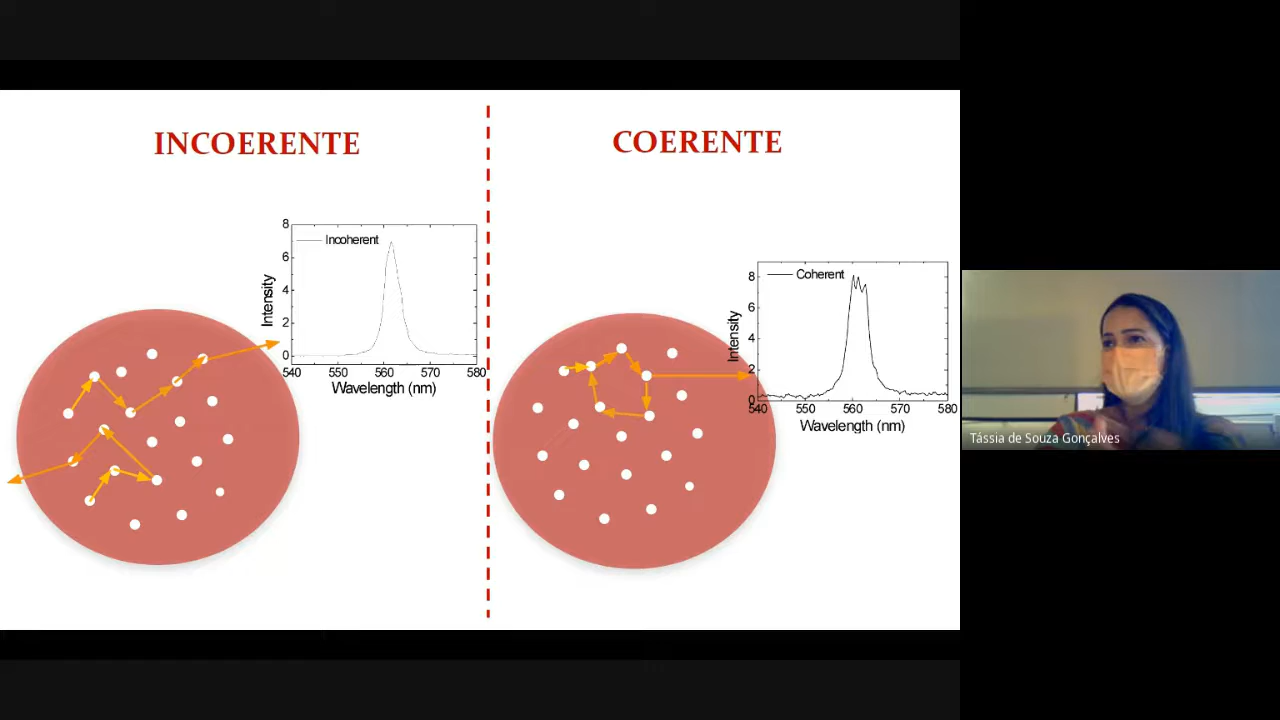 INCOERENTE
COERENTE
Incoherent
8
6
4
2
0
Intensity
540 550 560 570 580
Wavelength (nm)
Coherent
8
6
4
2
0
Intensity
540 550 560 570 580
Wavelength (nm)
Tássia de Souza Gonçalves